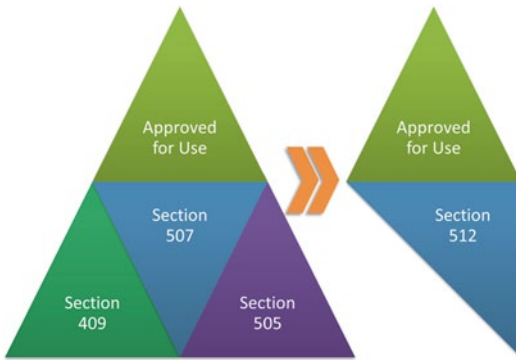 Approved
for Use
Section
507
Section
409
Section
505
Approved
for Use
Section
512